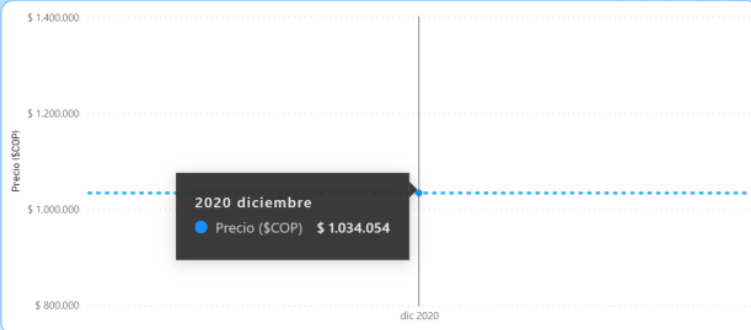 $ 1.400.000
$ 1.200.000
Precio ($COP)
2020 diciembre
Precio ($COP) $ 1.034.054
$ 1.000.000
$ 800.000
dic 2020